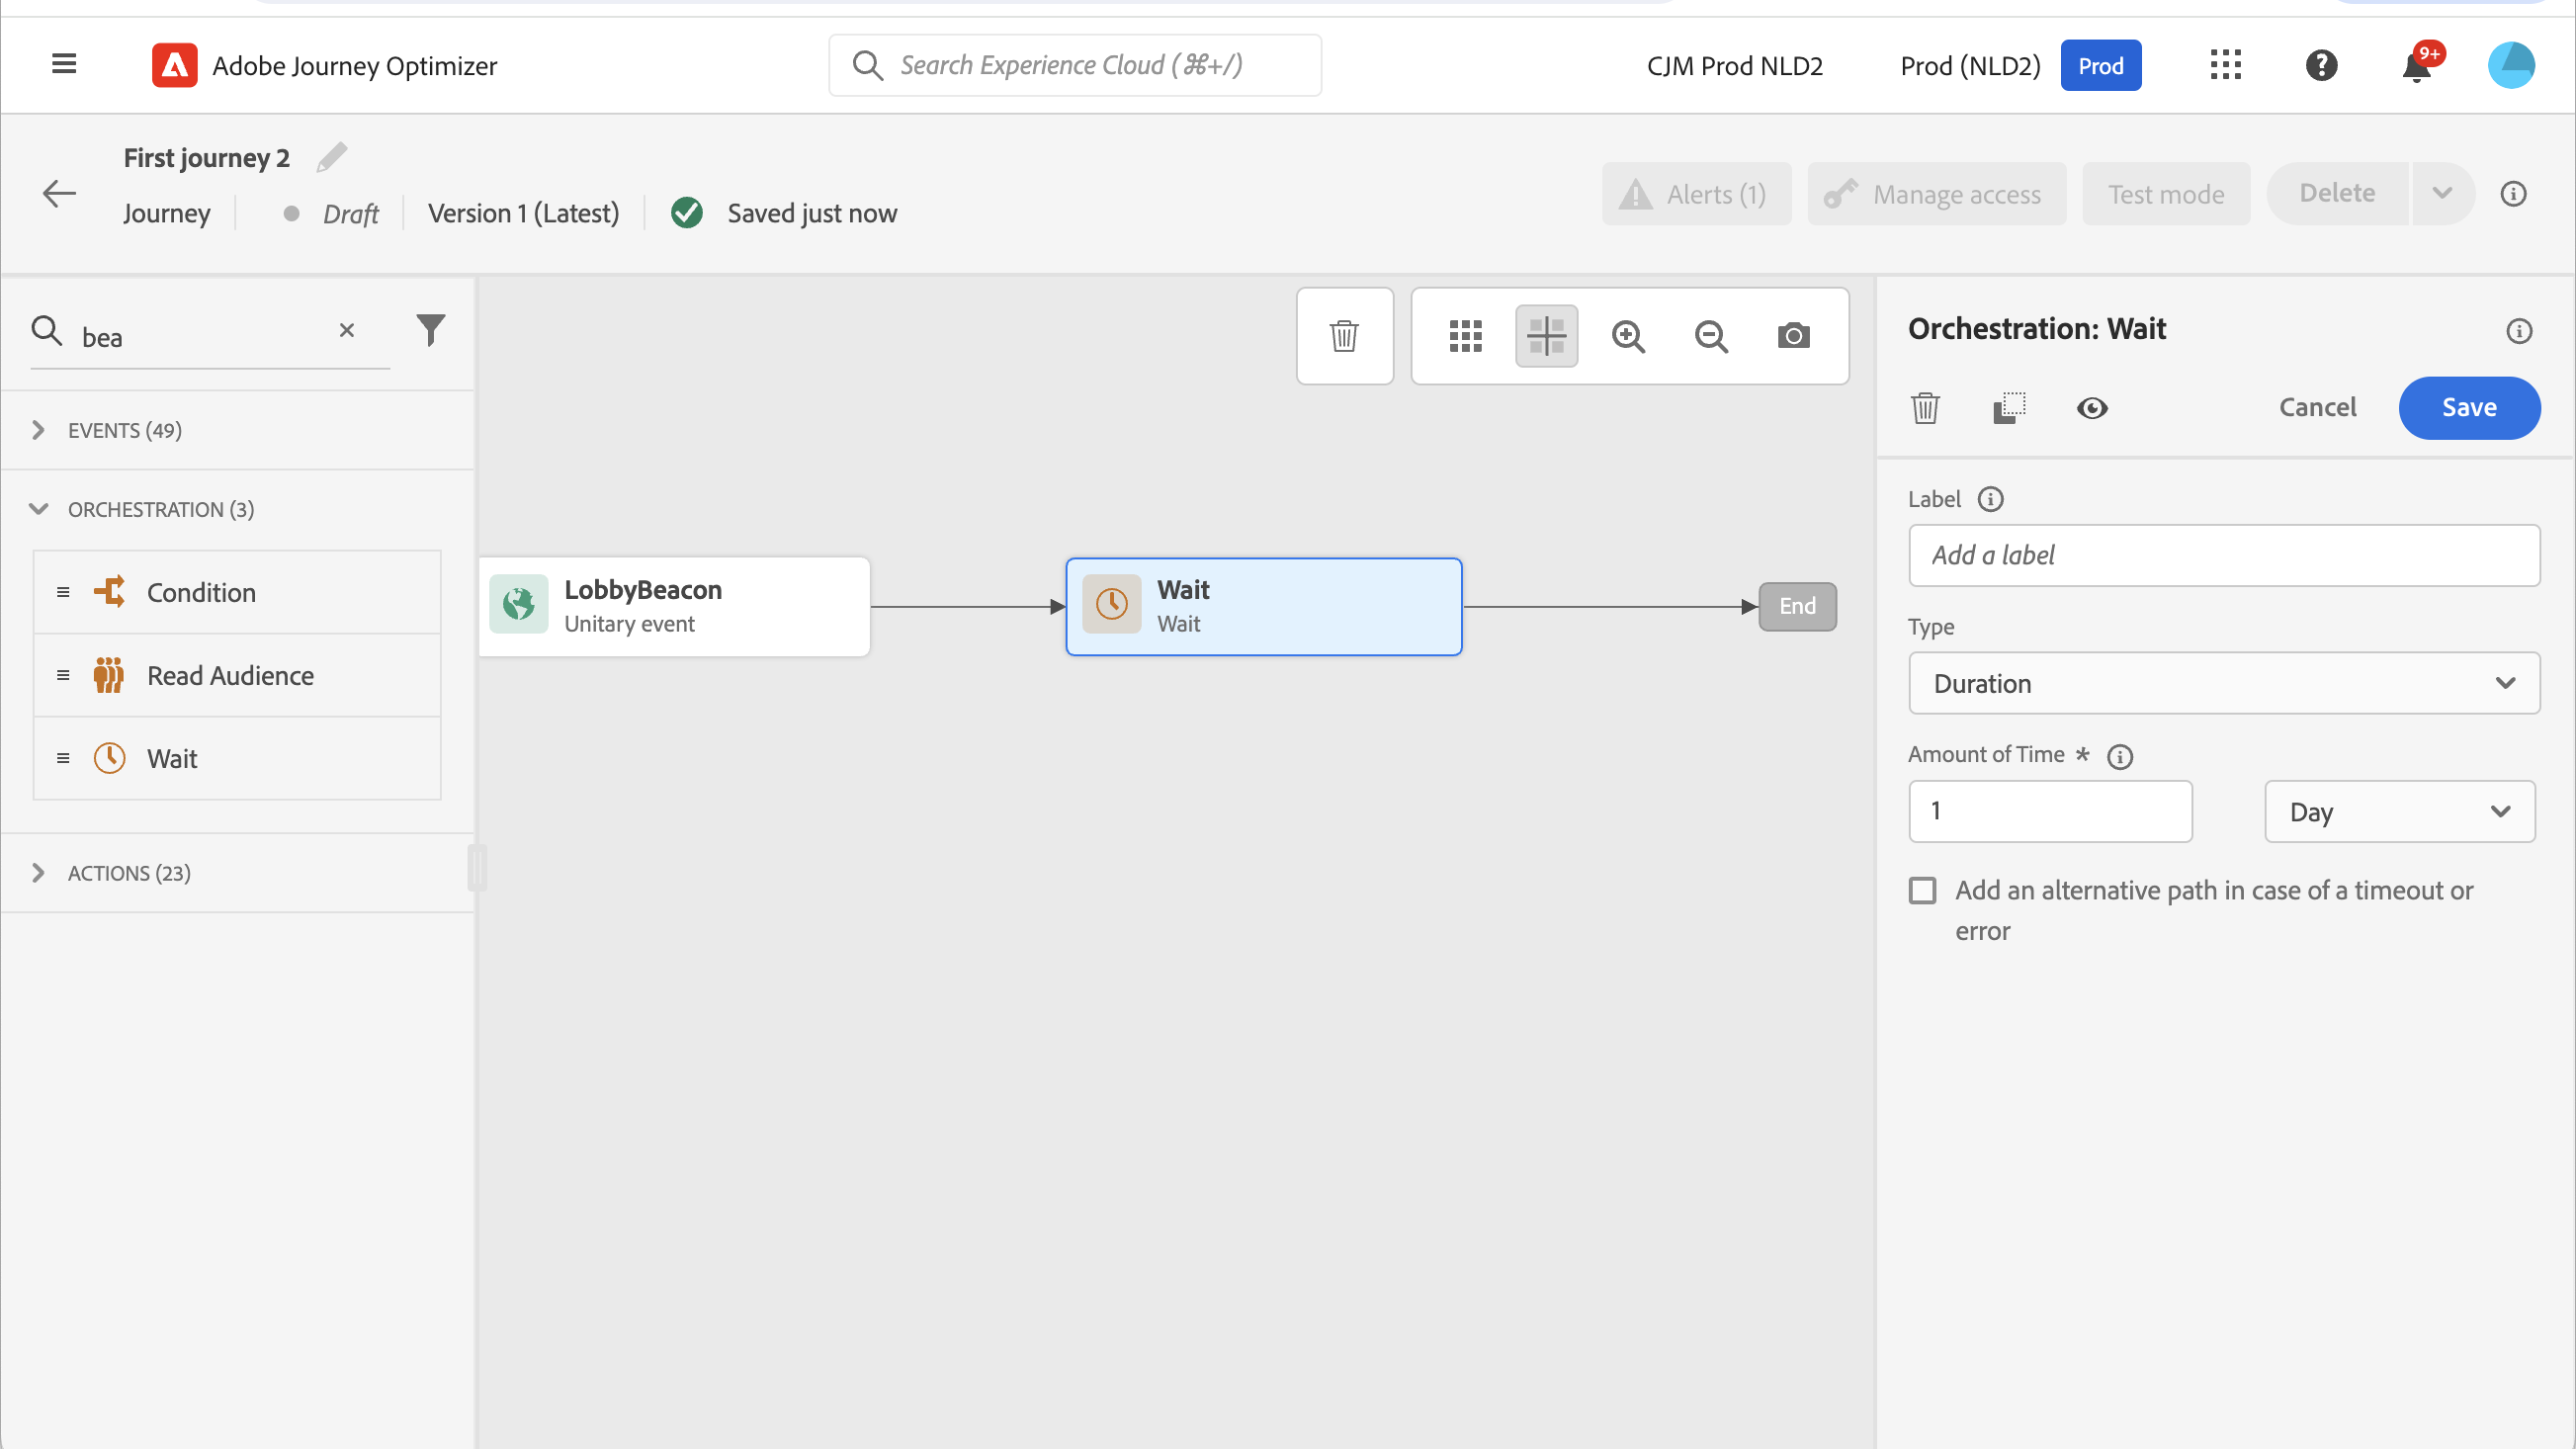 Adobe Journey Optimizer
Search Experience Cloud (⌘+/)
CJM Prod NLD2
Prod (NLD2)
Prod
9+
First journey 2
Journey
Draft
Version 1 (Latest)
Saved just now
Alerts (1)
Manage access
Test mode
Delete
bea
EVENTS (49)
ORCHESTRATION (3)
Condition
Read Audience
Wait
ACTIONS (23)
LobbyBeacon
Unitary event
Wait
Wait
End
Orchestration: Wait
Cancel
Save
Label
Add a label
Type
Duration
Amount of Time *
1
Day
Add an alternative path in case of a timeout or
error